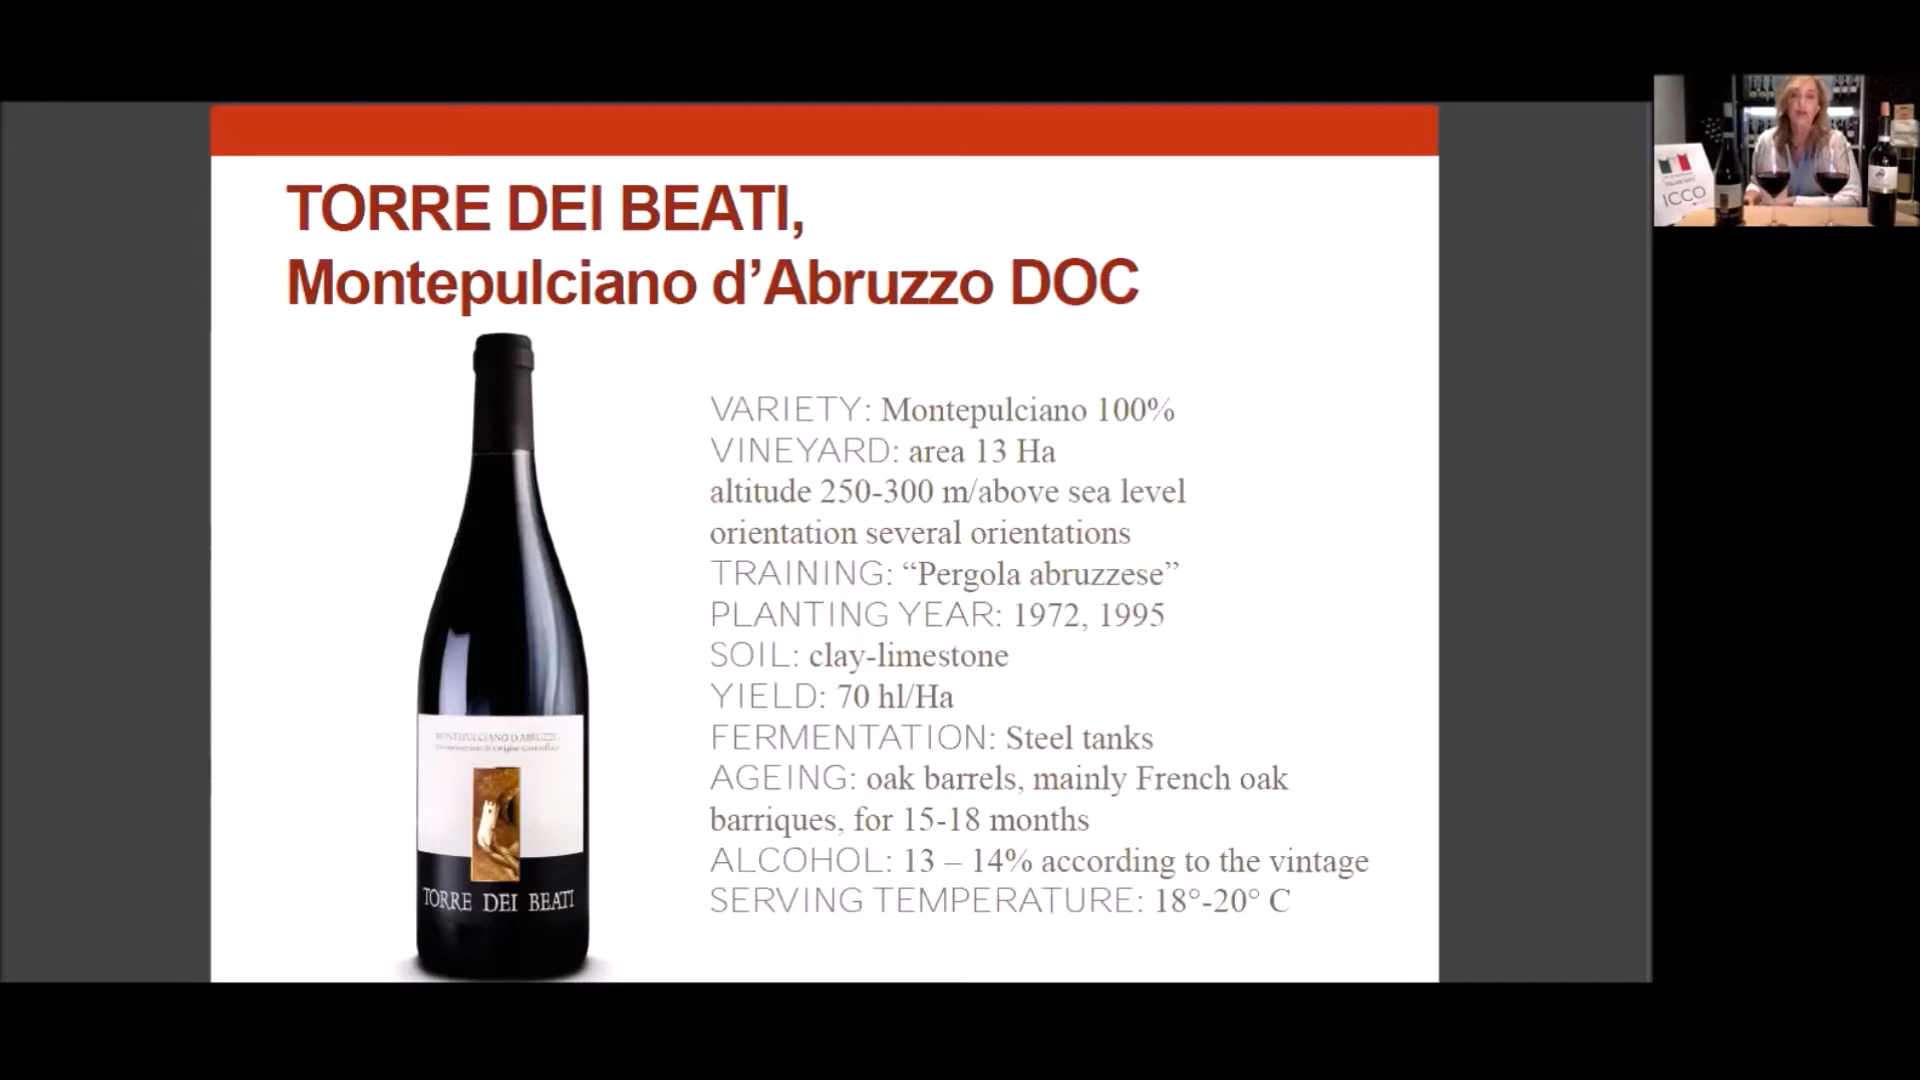 TORRE DEI BEATI,
Montepulciano d’Abruzzo DOC
VARIETY: Montepulciano 100%
VINEYARD: area 13 Ha
altitude 250-300 m/above sea level
orientation several orientations
TRAINING: “Pergola abruzzese”
PLANTING YEAR: 1972, 1995
SOIL: clay-limestone
YIELD: 70 hl/Ha
FERMENTATION: Steel tanks
AGEING: oak barrels, mainly French oak
barriques, for 15-18 months
ALCOHOL: 13 – 14% according to the vintage
SERVING TEMPERATURE: 18°-20° C
MONTEPULCIANO D'ABRUZZO
TORRE DEI BEATI
ICCO